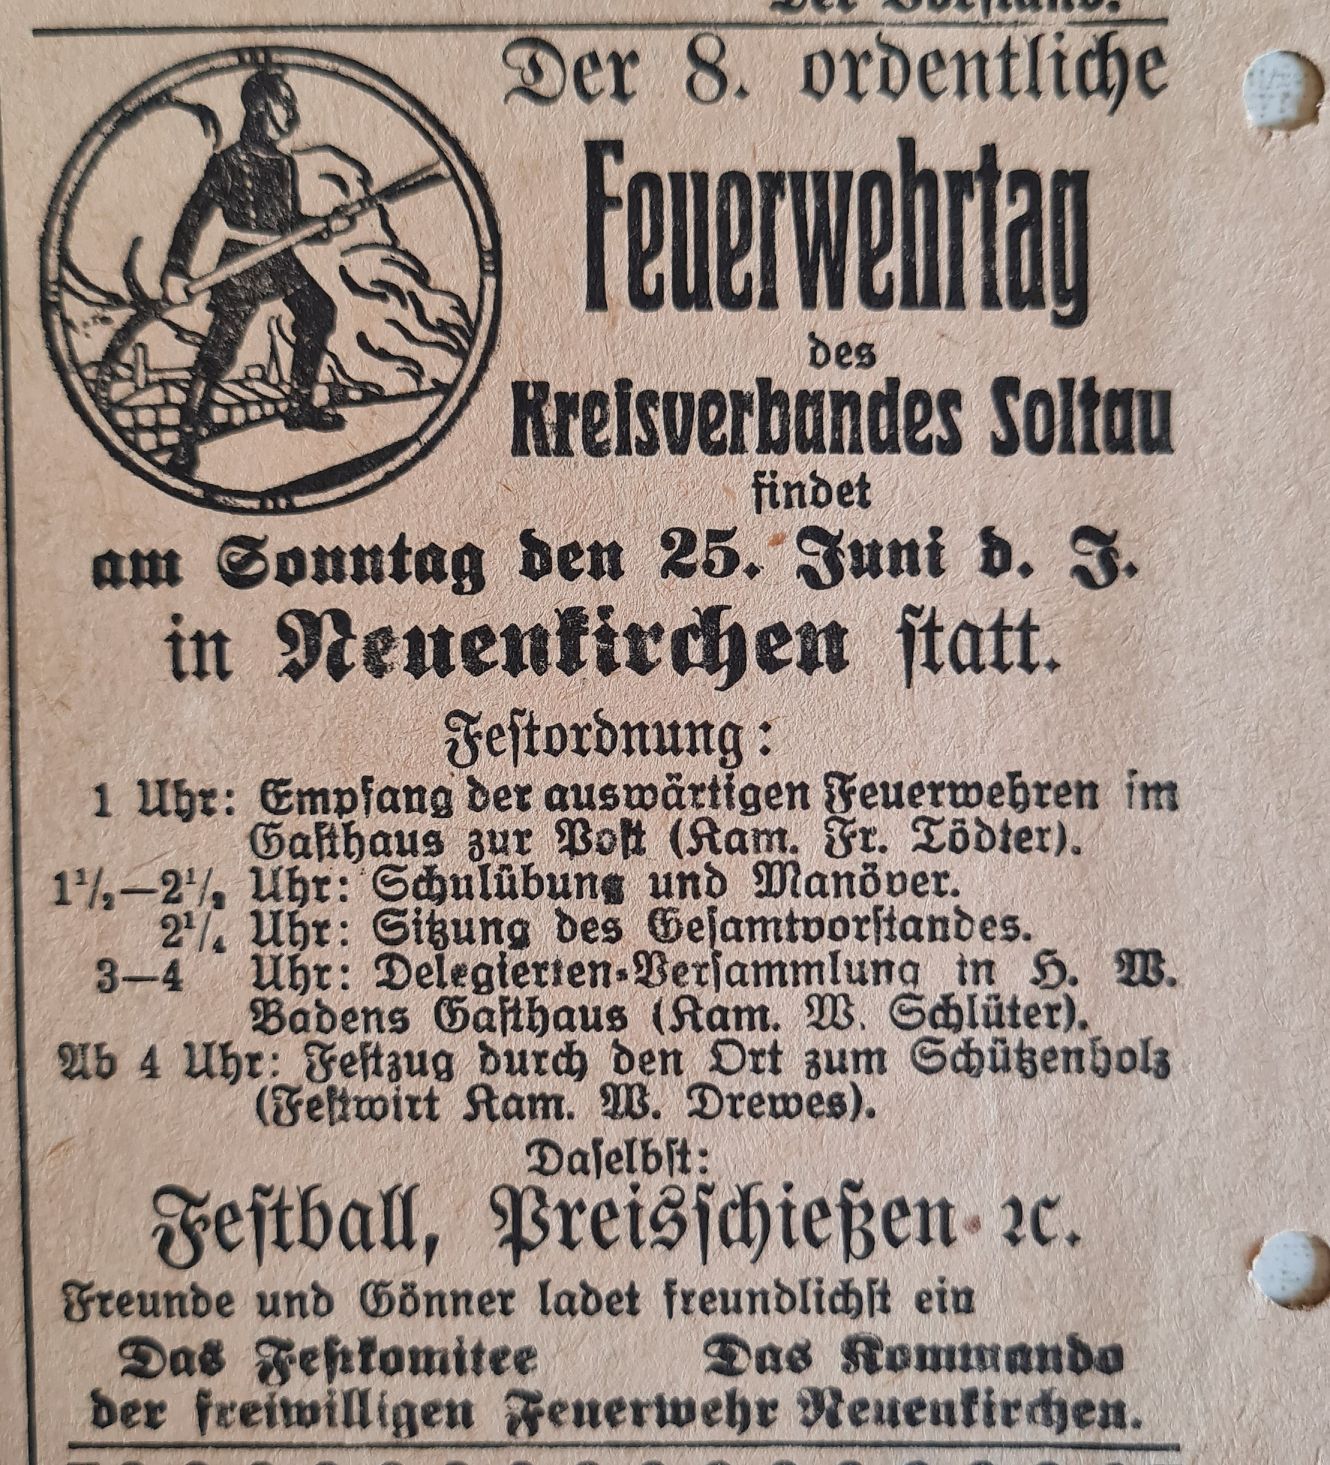 Der Vorstand.
Der 8. ordentliche
Feuerwehrtag
des
Kreisverbandes Soltau
findet
am Sonntag den 25. Juni d. J.
in Neuenkirchen statt.
Festordnung:
1 Uhr: Empfang der auswärtigen Feuerwehren im
Gasthaus zur Post (Kam. Fr. Tödter).
1½—2½ Uhr: Schulübung und Manöver.
2¼ Uhr: Sitzung des Gesamtvorstandes.
3—4 Uhr: Delegierten-Versammlung in H. W.
Badens Gasthaus (Kam. W. Schlüter).
Ab 4 Uhr: Festzug durch den Ort zum Schützenholz
(Festwirt Kam. W. Drewes).
Daselbst:
Festball, Preisschießen ꝛc.
Freunde und Gönner ladet freundlichst ein
Das Festkomitee Das Kommando
der freiwilligen Feuerwehr Neuenkirchen.